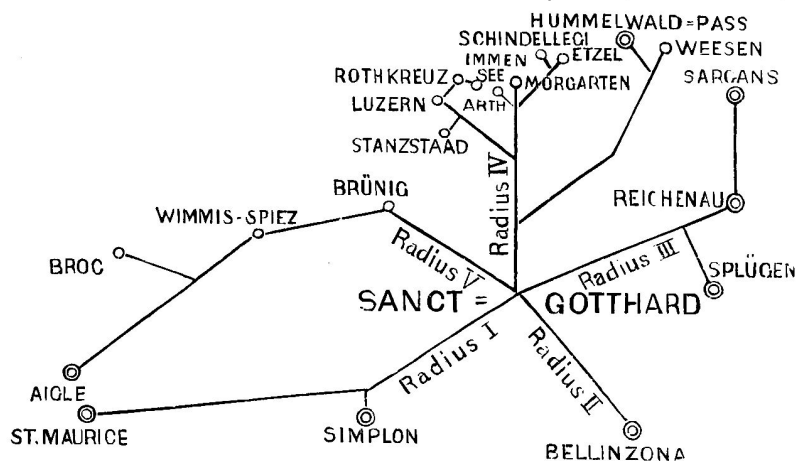 HUMMELWALD=PASS
SCHINDELLEGI
ETZEL
WEESEN
IMMEN
SEE
ROTHKREUZ
MORGARTEN
SARGANS
LUZERN
ARTH
STANZSTAAD
BRÜNIG
Radius IV
REICHENAU
WIMMIS-SPIEZ
BROC
Radius V
Radius III
SPLÜGEN
SANCT = GOTTHARD
Radius I
Radius II
AIGLE
ST. MAURICE
SIMPLON
BELLINZONA